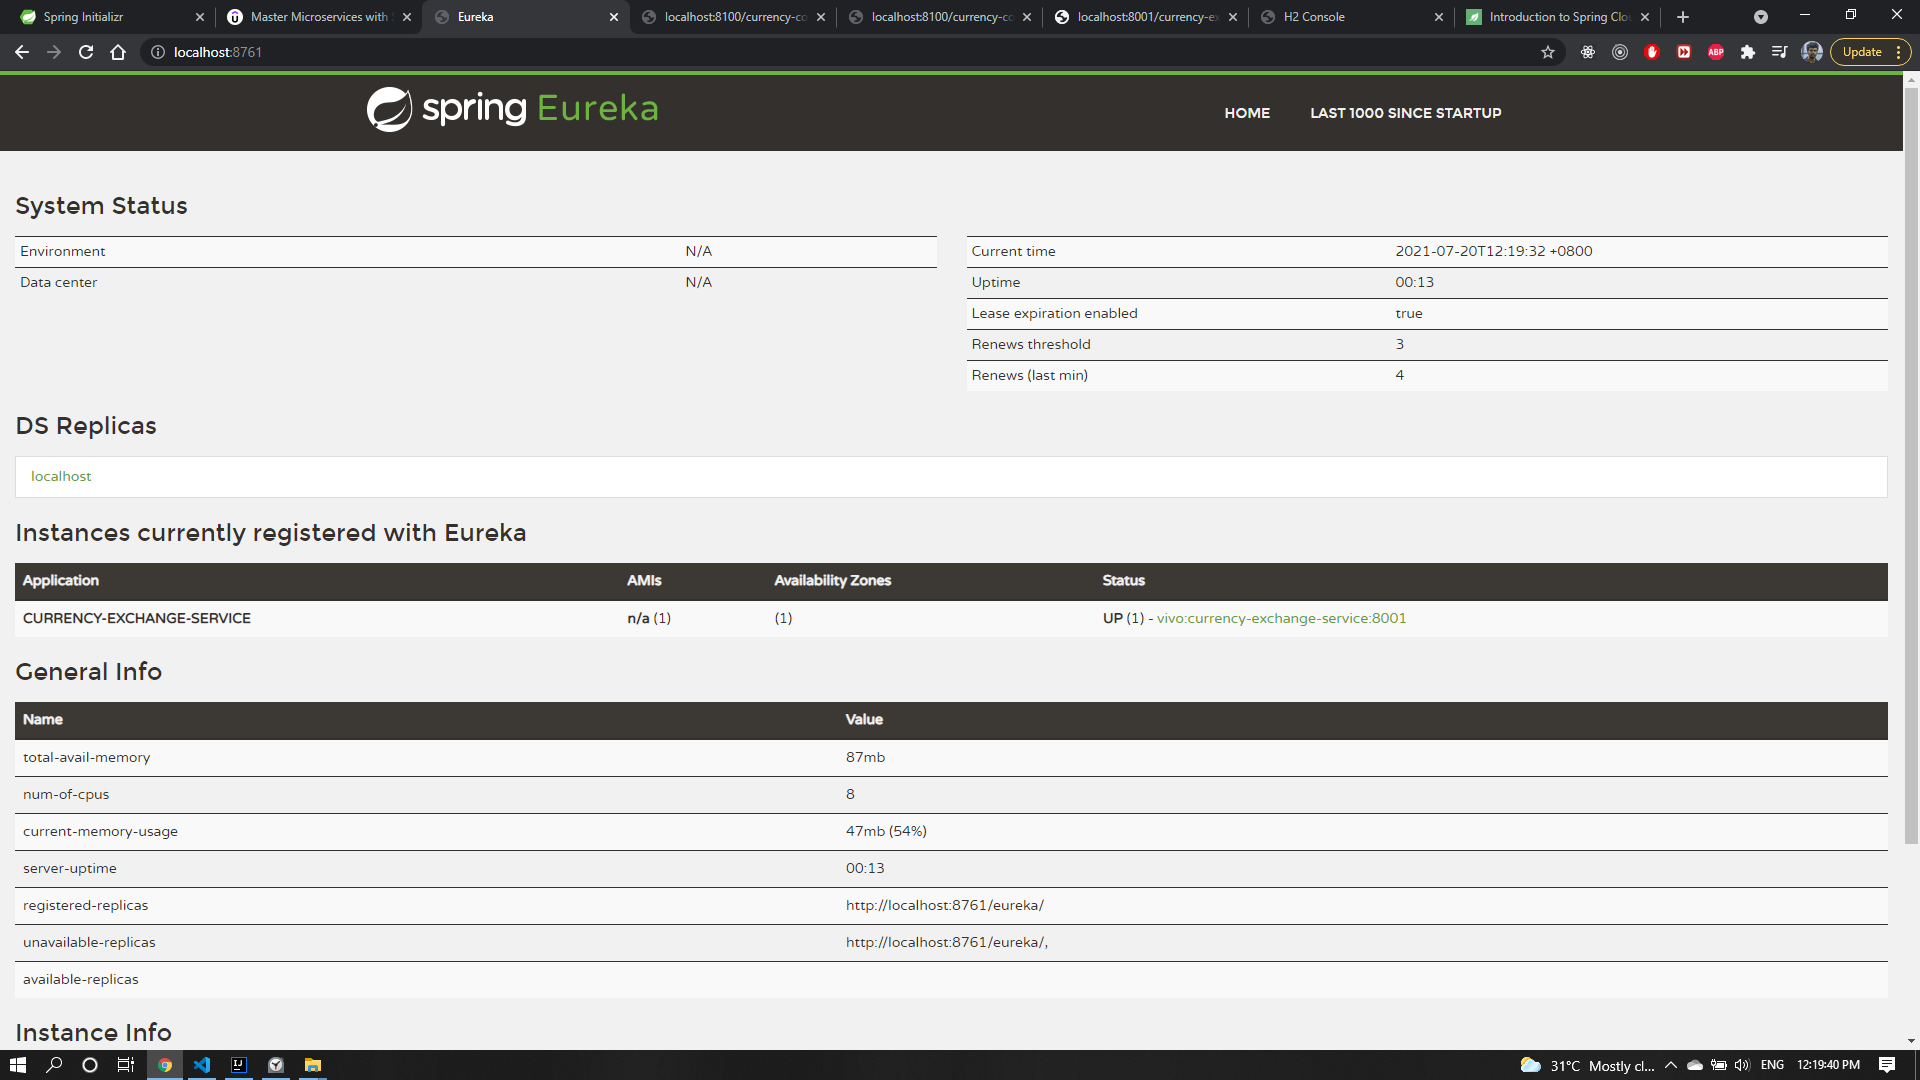 Spring Initializr
Master Microservices with
Eureka
localhost:8100/currency-co
localhost:8100/currency-co
localhost:8001/currency-ex
H2 Console
Introduction to Spring Clo
localhost:8761
ABP
Update
spring Eureka
HOME
LAST 1000 SINCE STARTUP
System Status
Environment N/A
Data center N/A
Current time 2021-07-20T12:19:32 +0800
Uptime 00:13
Lease expiration enabled true
Renews threshold 3
Renews (last min) 4
DS Replicas
localhost
Instances currently registered with Eureka
Application AMIs Availability Zones Status
CURRENCY-EXCHANGE-SERVICE n/a (1) (1) UP (1) - vivo:currency-exchange-service:8001
General Info
Name Value
total-avail-memory 87mb
num-of-cpus 8
current-memory-usage 47mb (54%)
server-uptime 00:13
registered-replicas http://localhost:8761/eureka/
unavailable-replicas http://localhost:8761/eureka/,
available-replicas
Instance Info
IJ
31°C Mostly cl...
ENG
12:19:40 PM